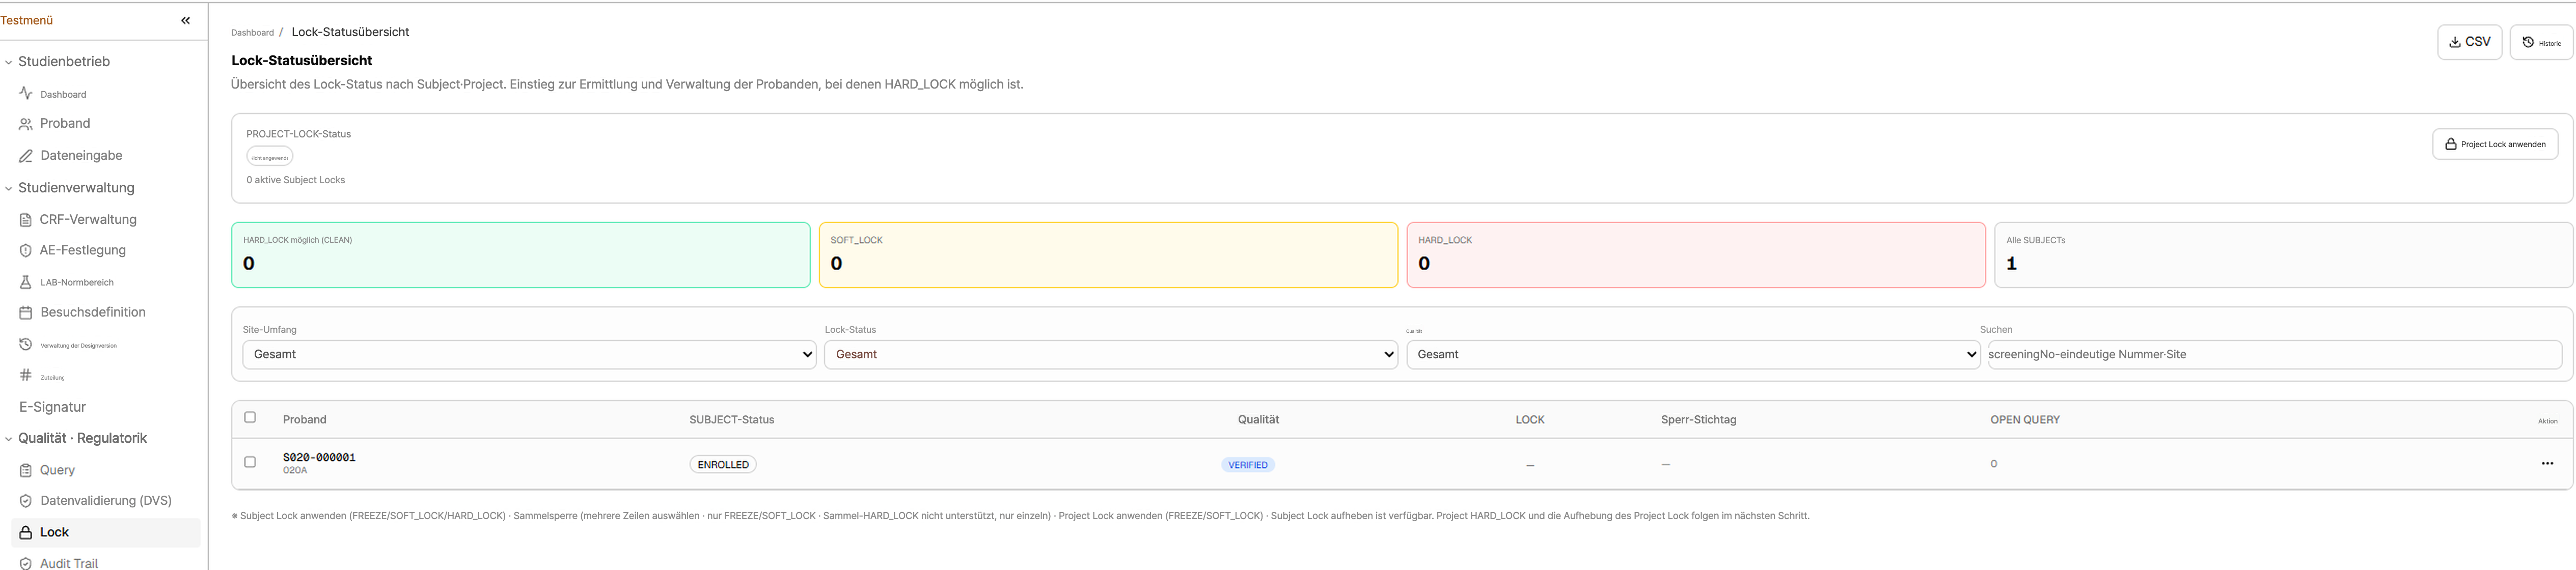 Testmenü
Studienbetrieb
Dashboard
Proband
Dateneingabe
Studienverwaltung
CRF-Verwaltung
AE-Festlegung
LAB-Normbereich
Besuchsdefinition
Verwaltung der Designversion
Zuteilung
E-Signatur
Qualität · Regulatorik
Query
Datenvalidierung (DVS)
Lock
Audit Trail
Dashboard / Lock-Statusübersicht
CSV
Historie
Lock-Statusübersicht
Übersicht des Lock-Status nach Subject·Project. Einstieg zur Ermittlung und Verwaltung der Probanden, bei denen HARD_LOCK möglich ist.
PROJECT-LOCK-Status
licht angewende
0 aktive Subject Locks
Project Lock anwenden
HARD_LOCK möglich (CLEAN)
0
SOFT_LOCK
0
HARD_LOCK
0
Alle SUBJECTs
1
Site-Umfang
Gesamt
Lock-Status
Gesamt
Qualität
Gesamt
Suchen
screeningNo-eindeutige Nummer·Site
Proband SUBJECT-Status Qualität LOCK Sperr-Stichtag OPEN QUERY Aktion
S020-000001 ENROLLED VERIFIED — — 0 ···
020A
※ Subject Lock anwenden (FREEZE/SOFT_LOCK/HARD_LOCK) · Sammelsperre (mehrere Zeilen auswählen · nur FREEZE/SOFT_LOCK · Sammel-HARD_LOCK nicht unterstützt, nur einzeln) · Project Lock anwenden (FREEZE/SOFT_LOCK) · Subject Lock aufheben ist verfügbar. Project HARD_LOCK und die Aufhebung des Project Lock folgen im nächsten Schritt.